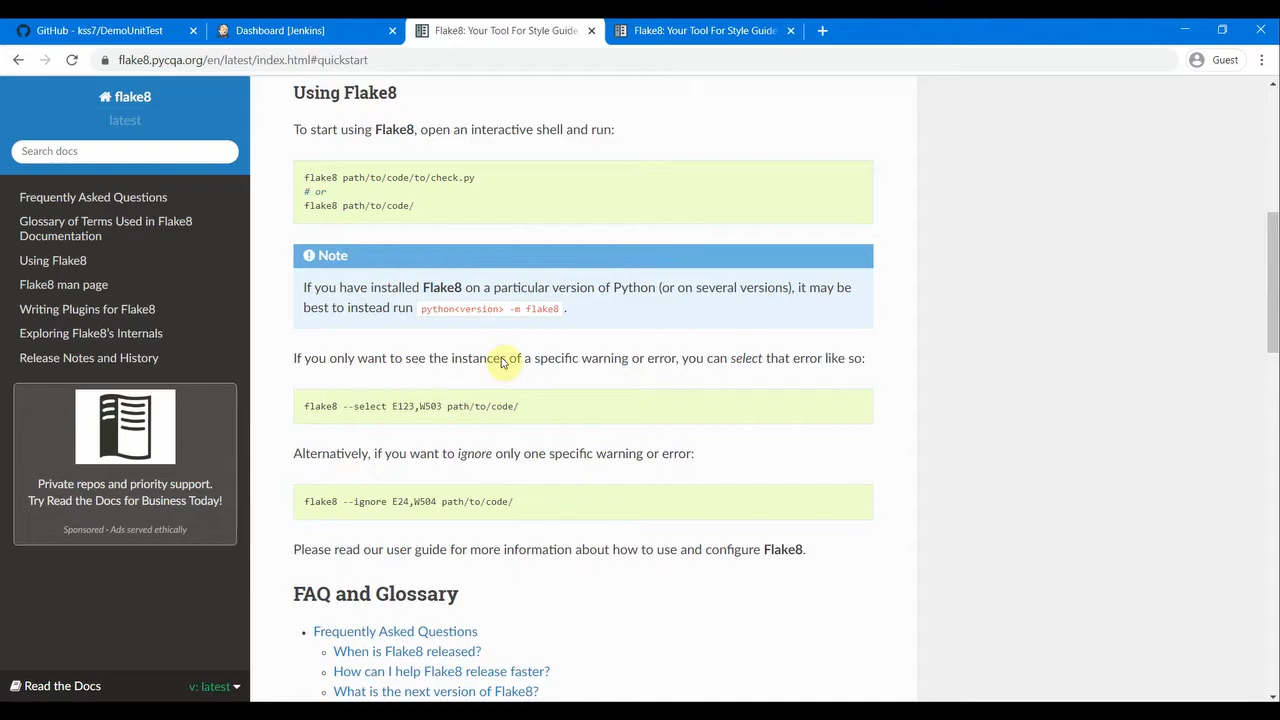 GitHub - kss7/DemoUnitTest
Dashboard [Jenkins]
Flake8: Your Tool For Style Guide
Flake8: Your Tool For Style Guide
flake8.pycqa.org/en/latest/index.html#quickstart
Guest
flake8
latest
Search docs
Frequently Asked Questions
Glossary of Terms Used in Flake8
Documentation
Using Flake8
Flake8 man page
Writing Plugins for Flake8
Exploring Flake8's Internals
Release Notes and History
Private repos and priority support.
Try Read the Docs for Business Today!
Sponsored · Ads served ethically
Read the Docs
v: latest
Using Flake8
To start using Flake8, open an interactive shell and run:
flake8 path/to/code/to/check.py
# or
flake8 path/to/code/
Note
If you have installed Flake8 on a particular version of Python (or on several versions), it may be
best to instead run python<version> -m flake8 .
If you only want to see the instances of a specific warning or error, you can select that error like so:
flake8 --select E123,W503 path/to/code/
Alternatively, if you want to ignore only one specific warning or error:
flake8 --ignore E24,W504 path/to/code/
Please read our user guide for more information about how to use and configure Flake8.
FAQ and Glossary
Frequently Asked Questions
When is Flake8 released?
How can I help Flake8 release faster?
What is the next version of Flake8?